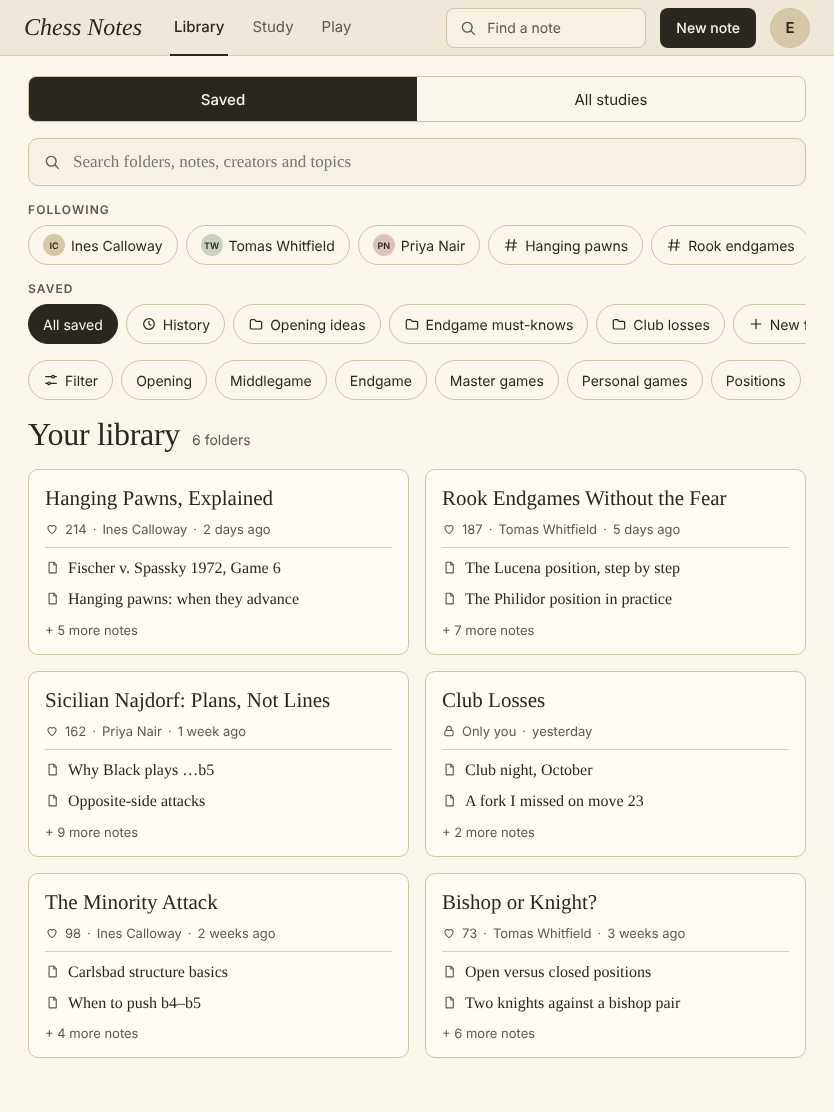 Chess Notes Library Study Play Find a note New note E
Saved All studies
Search folders, notes, creators and topics
FOLLOWING
IC Ines Calloway TW Tomas Whitfield PN Priya Nair # Hanging pawns # Rook endgames
SAVED
All saved History Opening ideas Endgame must-knows Club losses + New
Filter Opening Middlegame Endgame Master games Personal games Positions
Your library 6 folders
Hanging Pawns, Explained
214 · Ines Calloway · 2 days ago
Fischer v. Spassky 1972, Game 6
Hanging pawns: when they advance
+ 5 more notes
Rook Endgames Without the Fear
187 · Tomas Whitfield · 5 days ago
The Lucena position, step by step
The Philidor position in practice
+ 7 more notes
Sicilian Najdorf: Plans, Not Lines
162 · Priya Nair · 1 week ago
Why Black plays …b5
Opposite-side attacks
+ 9 more notes
Club Losses
Only you · yesterday
Club night, October
A fork I missed on move 23
+ 2 more notes
The Minority Attack
98 · Ines Calloway · 2 weeks ago
Carlsbad structure basics
When to push b4–b5
+ 4 more notes
Bishop or Knight?
73 · Tomas Whitfield · 3 weeks ago
Open versus closed positions
Two knights against a bishop pair
+ 6 more notes